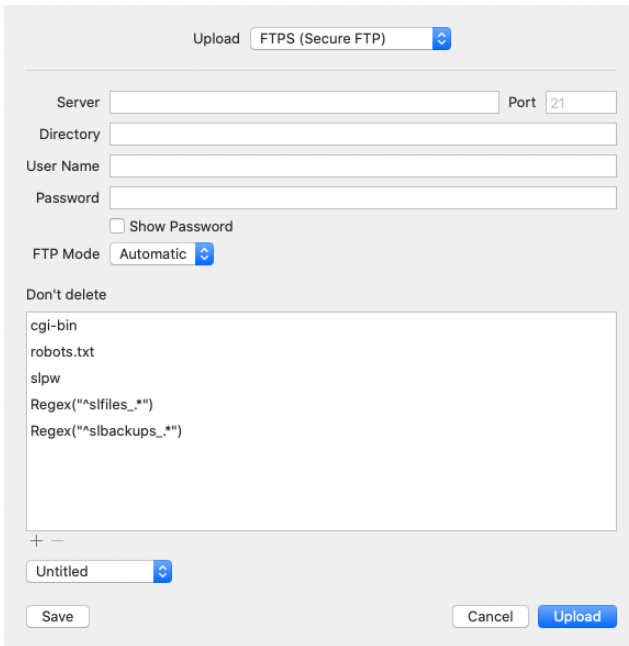 Upload FTPS (Secure FTP)
Server Port 21
Directory
User Name
Password
Show Password
FTP Mode Automatic
Don't delete
cgi-bin
robots.txt
slpw
Regex("^slfiles_.*")
Regex("^slbackups_.*")
Untitled
Save Cancel Upload